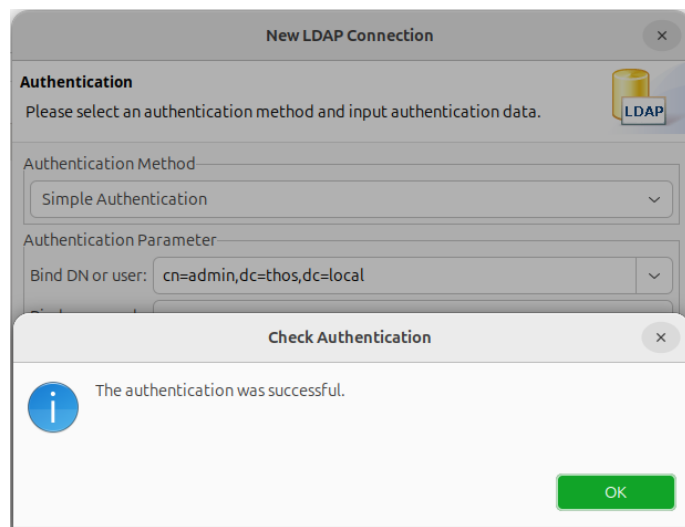 New LDAP Connection
Authentication
Please select an authentication method and input authentication data.
LDAP
Authentication Method
Simple Authentication
Authentication Parameter
Bind DN or user: cn=admin,dc=thos,dc=local
Check Authentication
The authentication was successful.
OK